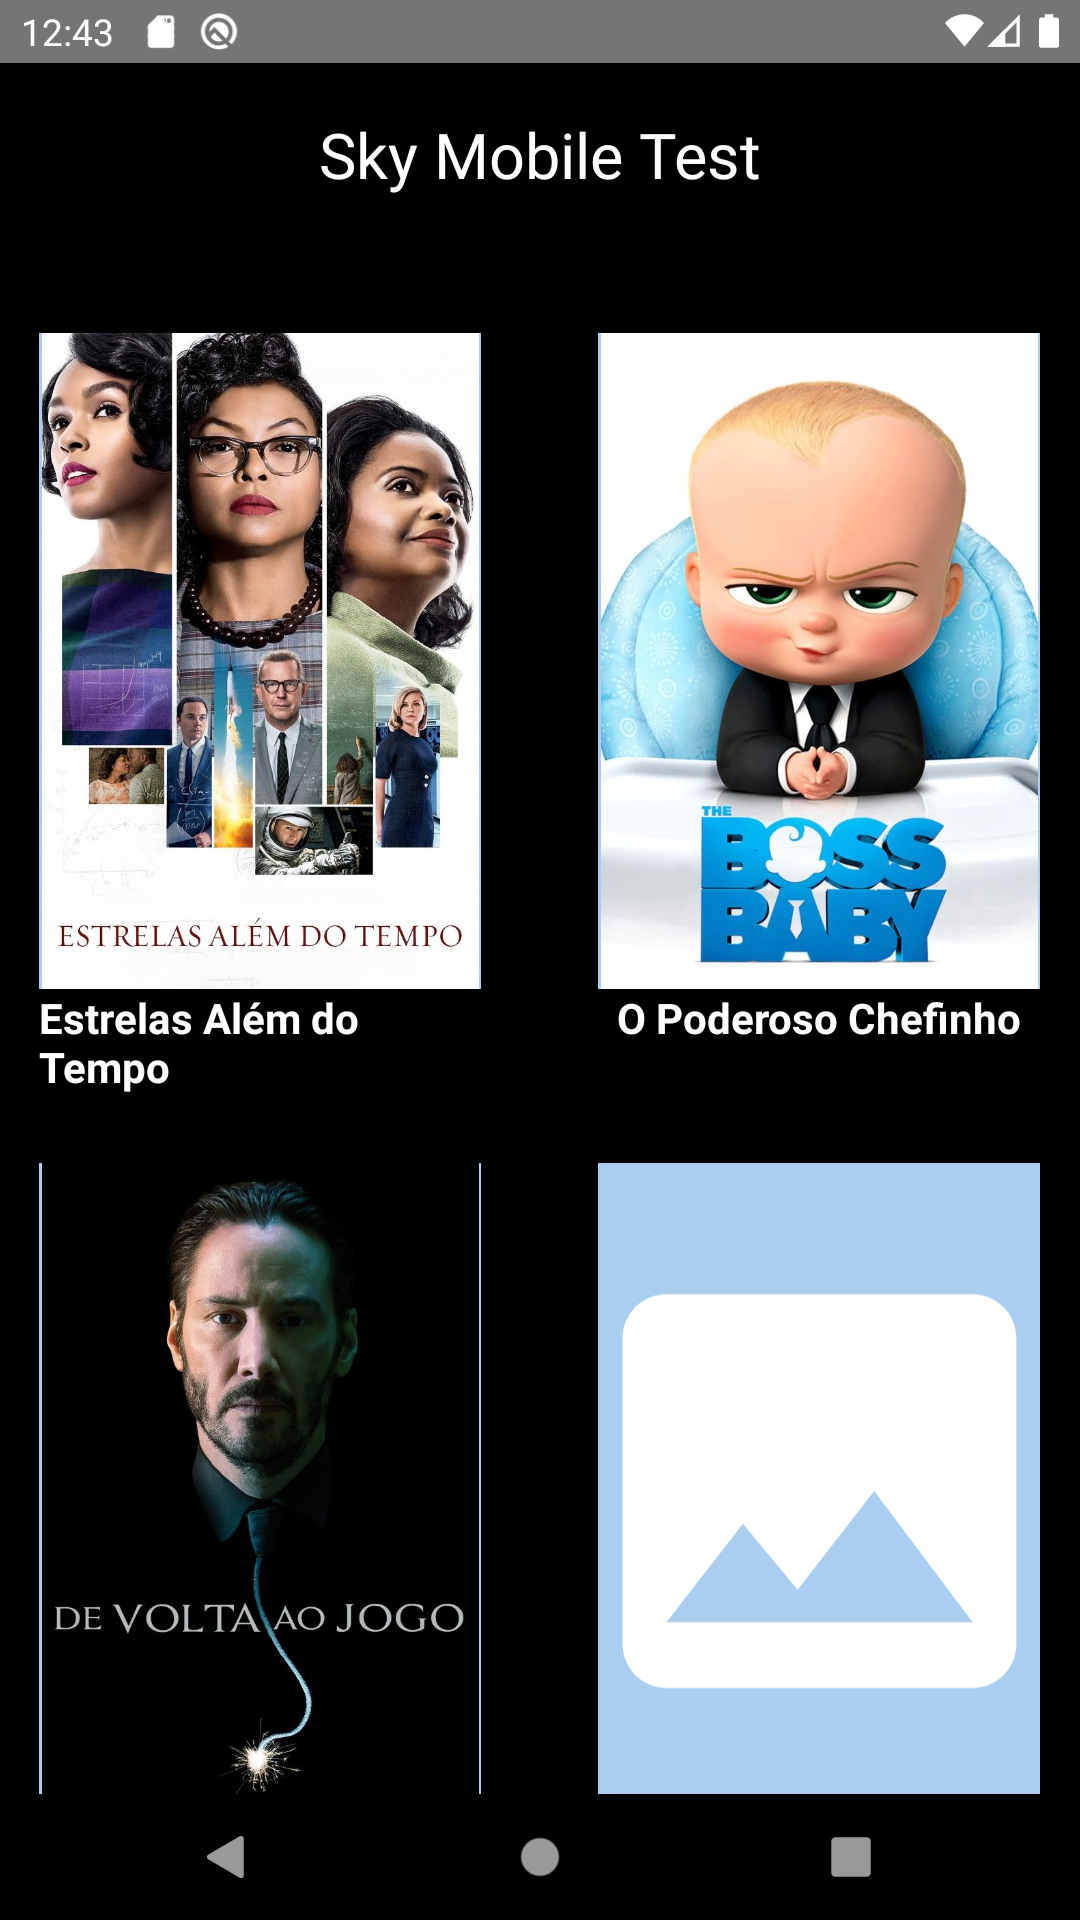 12:43
Sky Mobile Test
ESTRELAS ALÉM DO TEMPO
THE
BOSS
BABY
Estrelas Além do
Tempo
O Poderoso Chefinho
DE VOLTA AO JOGO